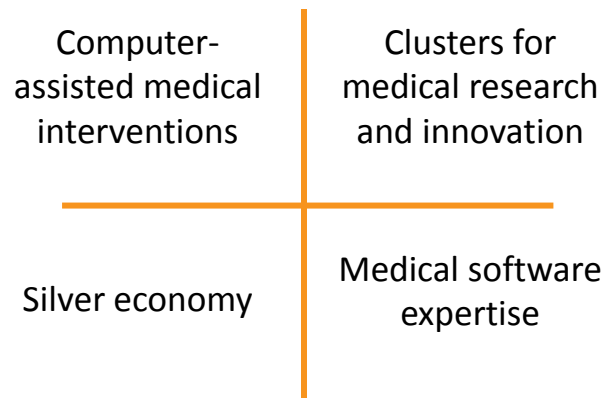 Computer-
assisted medical
interventions
Clusters for
medical research
and innovation
Silver economy
Medical software
expertise